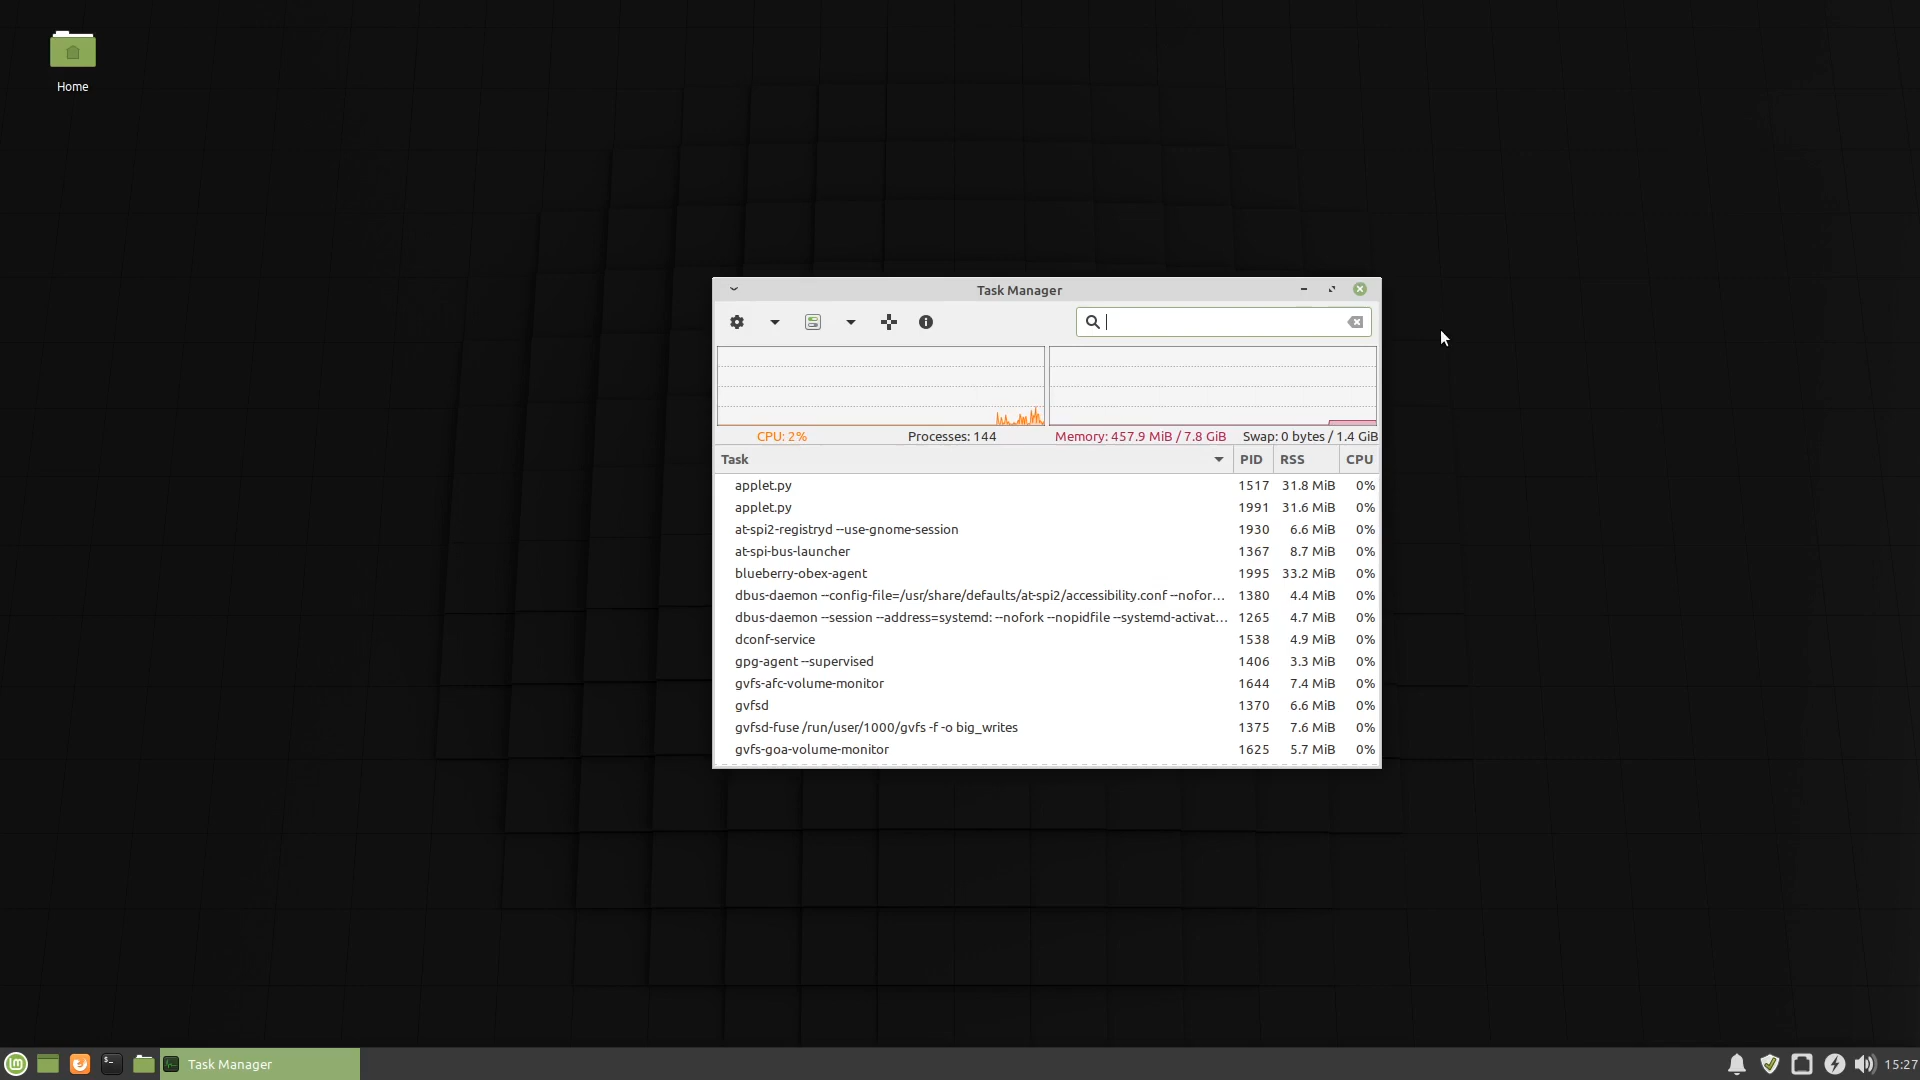 Home
Task Manager
CPU: 2%
Processes: 144
Memory: 457.9 MiB / 7.8 GiB
Swap: 0 bytes / 1.4 GiB
Task PID RSS CPU
applet.py 1517 31.8 MiB 0%
applet.py 1991 31.6 MiB 0%
at-spi2-registryd --use-gnome-session 1930 6.6 MiB 0%
at-spi-bus-launcher 1367 8.7 MiB 0%
blueberry-obex-agent 1995 33.2 MiB 0%
dbus-daemon --config-file=/usr/share/defaults/at-spi2/accessibility.conf --nofor... 1380 4.4 MiB 0%
dbus-daemon --session --address=systemd: --nofork --nopidfile --systemd-activat... 1265 4.7 MiB 0%
dconf-service 1538 4.9 MiB 0%
gpg-agent --supervised 1406 3.3 MiB 0%
gvfs-afc-volume-monitor 1644 7.4 MiB 0%
gvfsd 1370 6.6 MiB 0%
gvfsd-fuse /run/user/1000/gvfs -f -o big_writes 1375 7.6 MiB 0%
gvfs-goa-volume-monitor 1625 5.7 MiB 0%
Task Manager
15:27